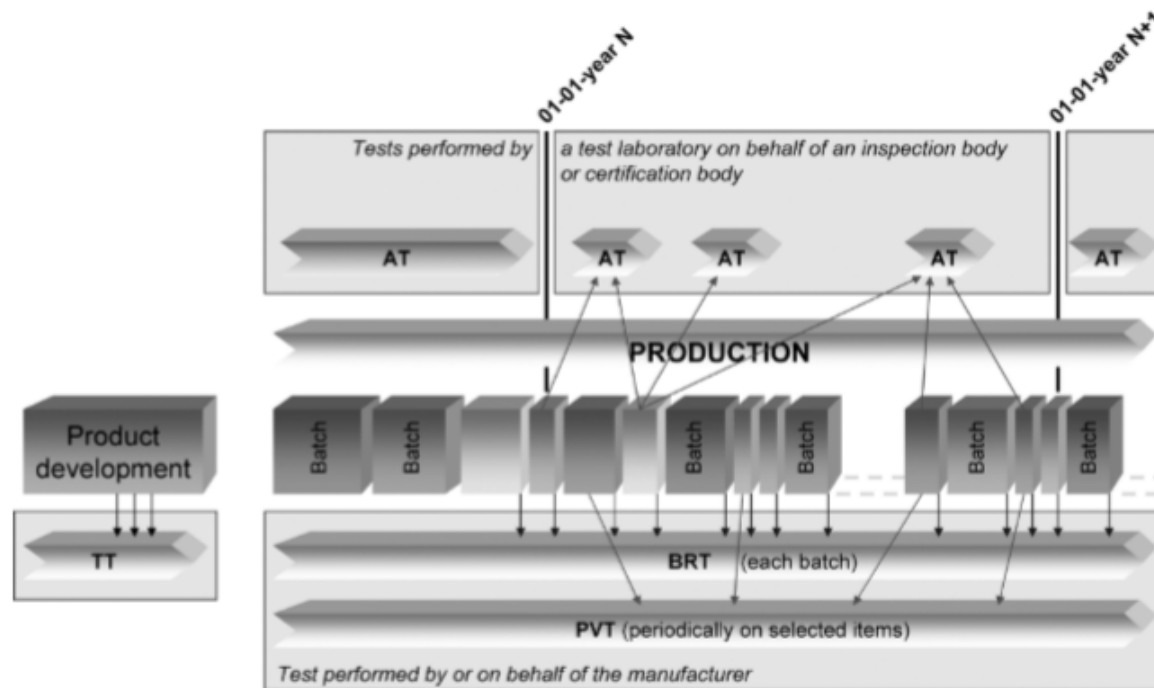 01-01-year N
01-01-year N+1
Tests performed by
a test laboratory on behalf of an inspection body
or certification body
AT
AT
AT
AT
AT
PRODUCTION
Product
development
Batch
Batch
Batch
Batch
Batch
Batch
TT
BRT (each batch)
PVT (periodically on selected items)
Test performed by or on behalf of the manufacturer